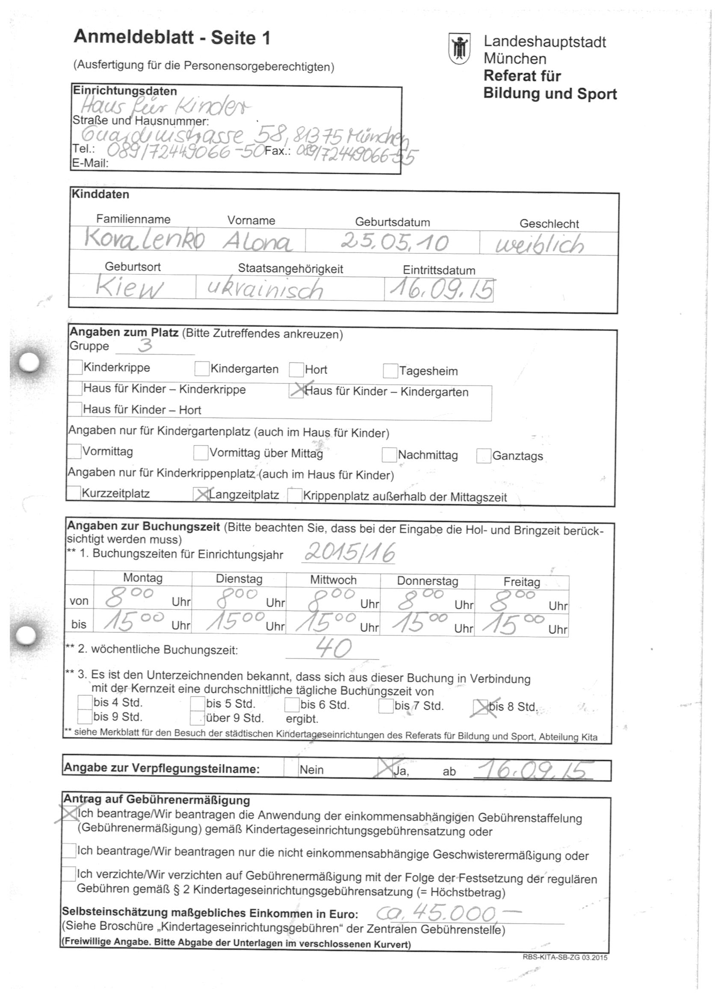 Anmeldeblatt - Seite 1
(Ausfertigung für die Personensorgeberechtigten)
Landeshauptstadt
München
Referat für
Bildung und Sport
Einrichtungsdaten
Haus für Kinder
Straße und Hausnummer:
Guardinistrasse 58, 81375 München
Tel.: 089/72449066-50 Fax.: 089/72449066-55
E-Mail:
Kinddaten
Familienname Vorname Geburtsdatum Geschlecht
Kovalenko Alona 25.05.10 weiblich
Geburtsort Staatsangehörigkeit Eintrittsdatum
Kiew ukrainisch 16.09.15
Angaben zum Platz (Bitte Zutreffendes ankreuzen)
Gruppe 3
Kinderkrippe Kindergarten Hort Tagesheim
Haus für Kinder – Kinderkrippe Haus für Kinder – Kindergarten
Haus für Kinder – Hort
Angaben nur für Kindergartenplatz (auch im Haus für Kinder)
Vormittag Vormittag über Mittag Nachmittag Ganztags
Angaben nur für Kinderkrippenplatz (auch im Haus für Kinder)
Kurzzeitplatz Langzeitplatz Krippenplatz außerhalb der Mittagszeit
Angaben zur Buchungszeit (Bitte beachten Sie, dass bei der Eingabe die Hol- und Bringzeit berück-
sichtigt werden muss)
** 1. Buchungszeiten für Einrichtungsjahr 2015/16
Montag Dienstag Mittwoch Donnerstag Freitag
von 8⁰⁰ Uhr 8⁰⁰ Uhr 8⁰⁰ Uhr 8⁰⁰ Uhr 8⁰⁰ Uhr
bis 15⁰⁰ Uhr 15⁰⁰ Uhr 15⁰⁰ Uhr 15⁰⁰ Uhr 15⁰⁰ Uhr
** 2. wöchentliche Buchungszeit: 40
** 3. Es ist den Unterzeichnenden bekannt, dass sich aus dieser Buchung in Verbindung
mit der Kernzeit eine durchschnittliche tägliche Buchungszeit von
bis 4 Std. bis 5 Std. bis 6 Std. bis 7 Std. bis 8 Std.
bis 9 Std. über 9 Std. ergibt.
** siehe Merkblatt für den Besuch der städtischen Kindertageseinrichtungen des Referats für Bildung und Sport, Abteilung Kita
Angabe zur Verpflegungsteilname: Nein Ja, ab 16.09.15
Antrag auf Gebührenermäßigung
Ich beantrage/Wir beantragen die Anwendung der einkommensabhängigen Gebührenstaffelung
(Gebührenermäßigung) gemäß Kindertageseinrichtungsgebührensatzung oder
Ich beantrage/Wir beantragen nur die nicht einkommensabhängige Geschwisterermäßigung oder
Ich verzichte/Wir verzichten auf Gebührenermäßigung mit der Folge der Festsetzung der regulären
Gebühren gemäß § 2 Kindertageseinrichtungsgebührensatzung (= Höchstbetrag)
Selbsteinschätzung maßgebliches Einkommen in Euro: ca. 45.000,—
(Siehe Broschüre „Kindertageseinrichtungsgebühren“ der Zentralen Gebührenstelle)
(Freiwillige Angabe. Bitte Abgabe der Unterlagen im verschlossenen Kurvert)
RBS-KITA-SB-ZG 03.2015